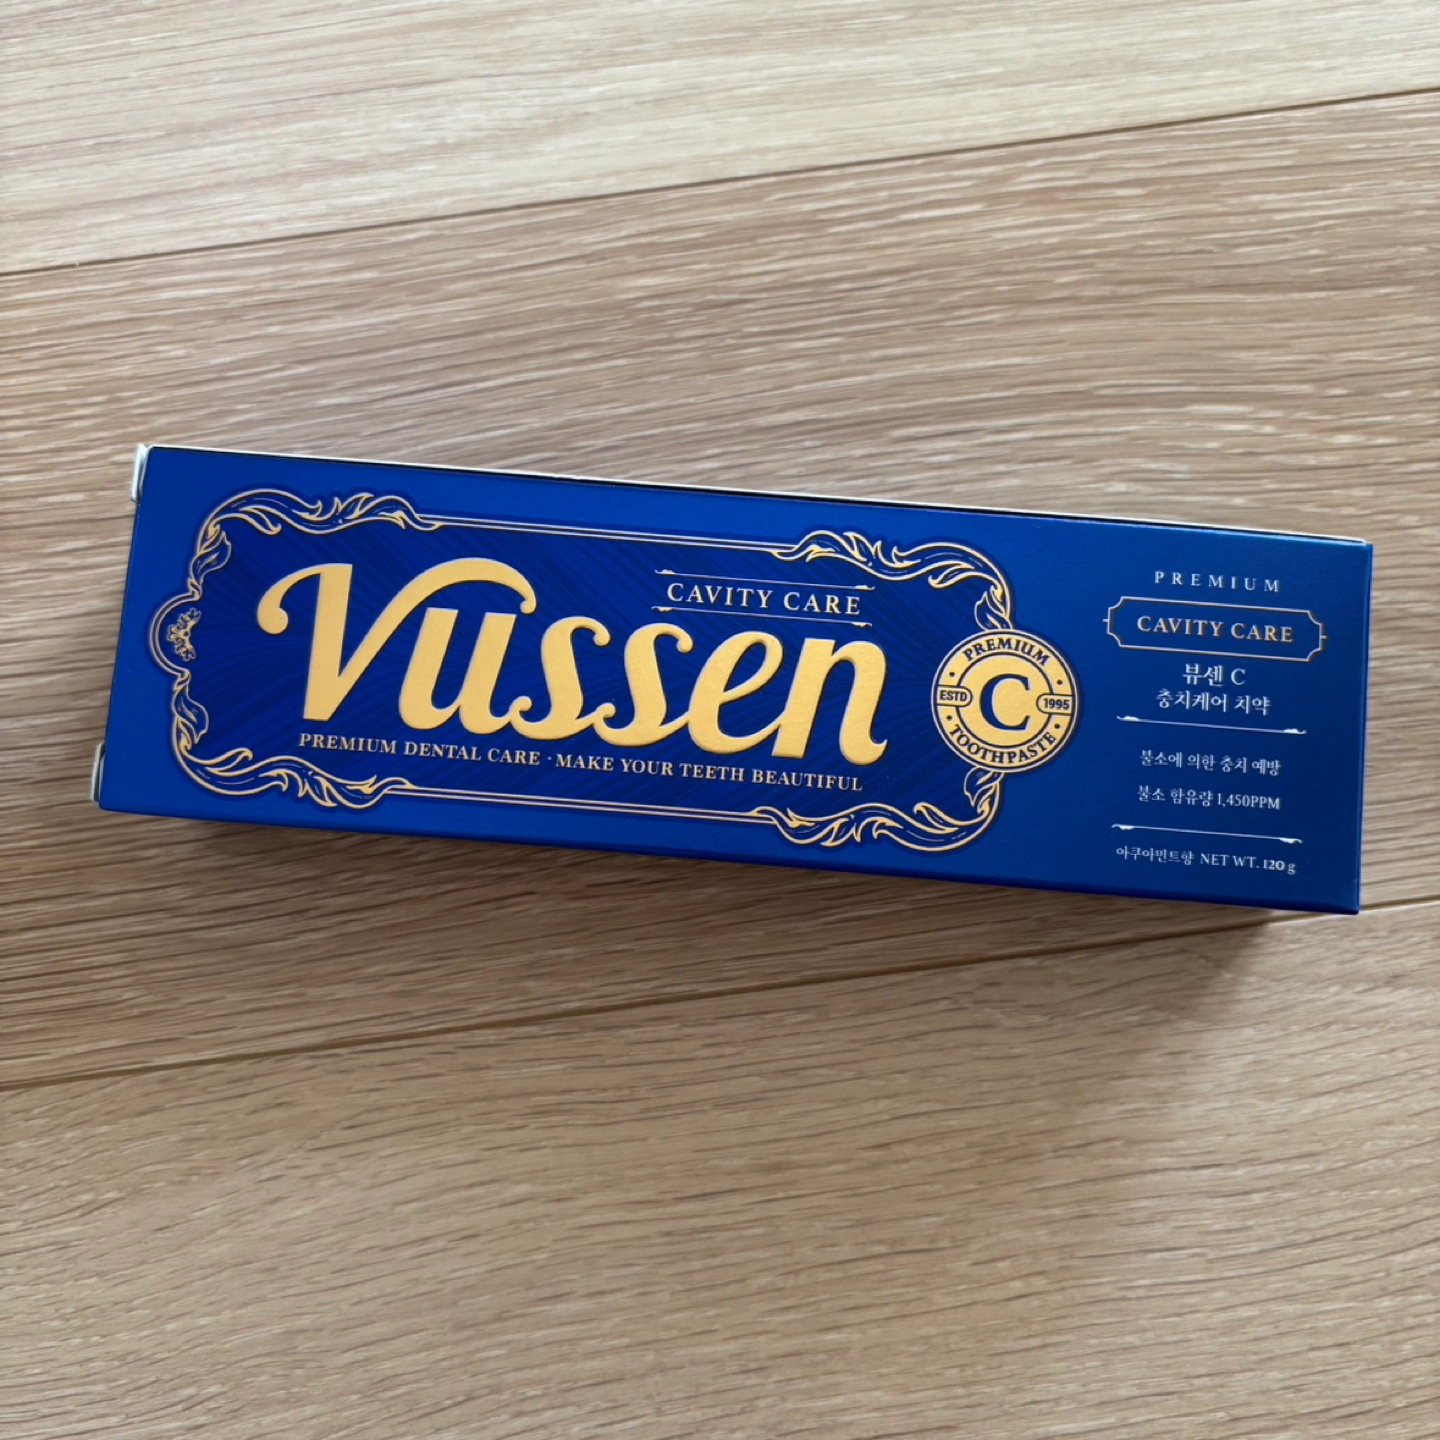 CAVITY CARE
Vussen
PREMIUM DENTAL CARE · MAKE YOUR TEETH BEAUTIFUL
PREMIUM
ESTD C 1995
TOOTHPASTE
PREMIUM
CAVITY CARE
뷰센 C
충치케어 치약
불소에 의한 충치 예방
불소 함유량 1,450PPM
아쿠아민트향 NET WT. 120 g